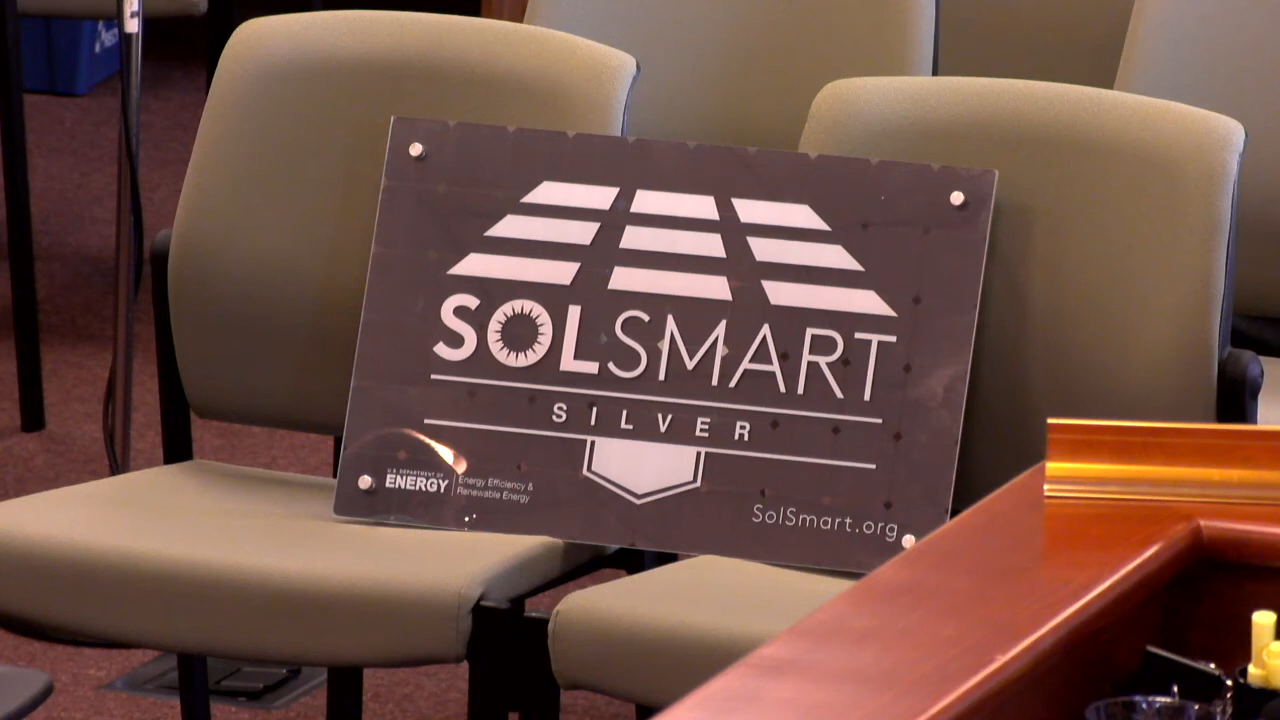 SOLSMART
SILVER
U.S. DEPARTMENT OF
ENERGY
Energy Efficiency &
Renewable Energy
SolSmart.org